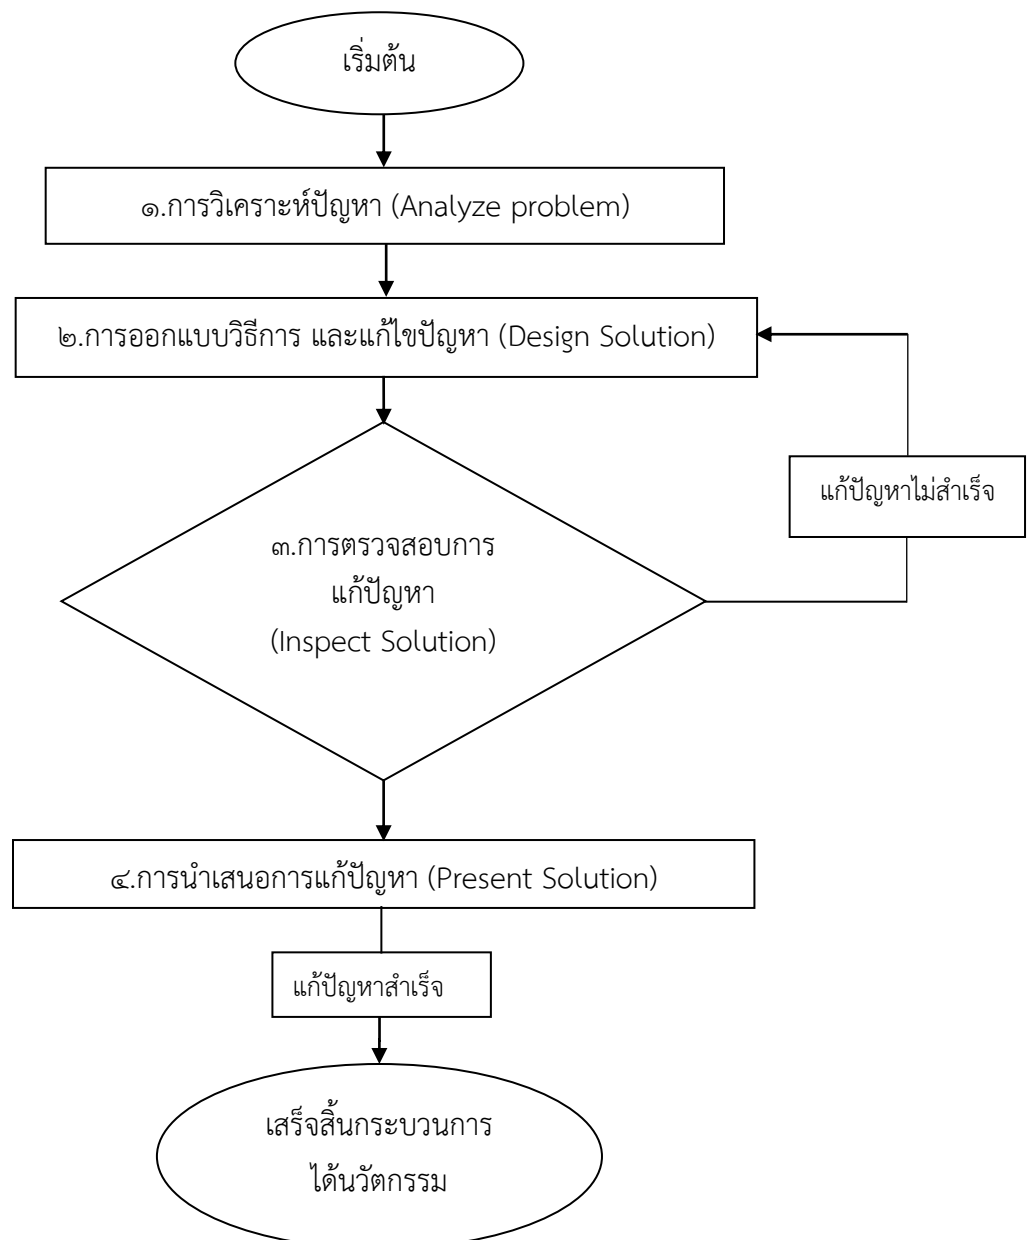 เริ่มต้น
๑.การวิเคราะห์ปัญหา (Analyze problem)
๒.การออกแบบวิธีการ และแก้ไขปัญหา (Design Solution)
แก้ปัญหาไม่สำเร็จ
๓.การตรวจสอบการ
แก้ปัญหา
(Inspect Solution)
๔.การนำเสนอการแก้ปัญหา (Present Solution)
แก้ปัญหาสำเร็จ
เสร็จสิ้นกระบวนการ
ได้นวัตกรรม